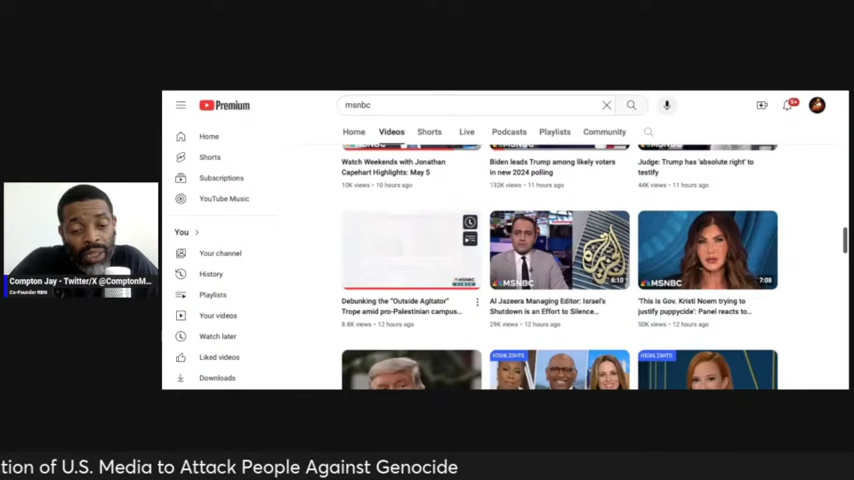 Premium
msnbc
9+
Home
Videos
Shorts
Live
Podcasts
Playlists
Community
Home
Shorts
Subscriptions
YouTube Music
You
Your channel
History
Playlists
Your videos
Watch later
Liked videos
Downloads
Watch Weekends with Jonathan
Capehart Highlights: May 5
10K views • 10 hours ago
Biden leads Trump among likely voters
in new 2024 polling
132K views • 11 hours ago
Judge: Trump has 'absolute right' to
testify
44K views • 11 hours ago
MSNBC
Debunking the "Outside Agitator"
Trope amid pro-Palestinian campus...
8.8K views • 12 hours ago
MSNBC
8:10
Al Jazeera Managing Editor: Israel's
Shutdown is an Effort to Silence...
29K views • 12 hours ago
MSNBC
7:08
'This is Gov. Kristi Noem trying to
justify puppycide': Panel reacts to...
50K views • 12 hours ago
HIGHLIGHTS
HIGHLIGHTS
Compton Jay - Twitter/X @ComptonM...
Co-Founder RBN
tion of U.S. Media to Attack People Against Genocide